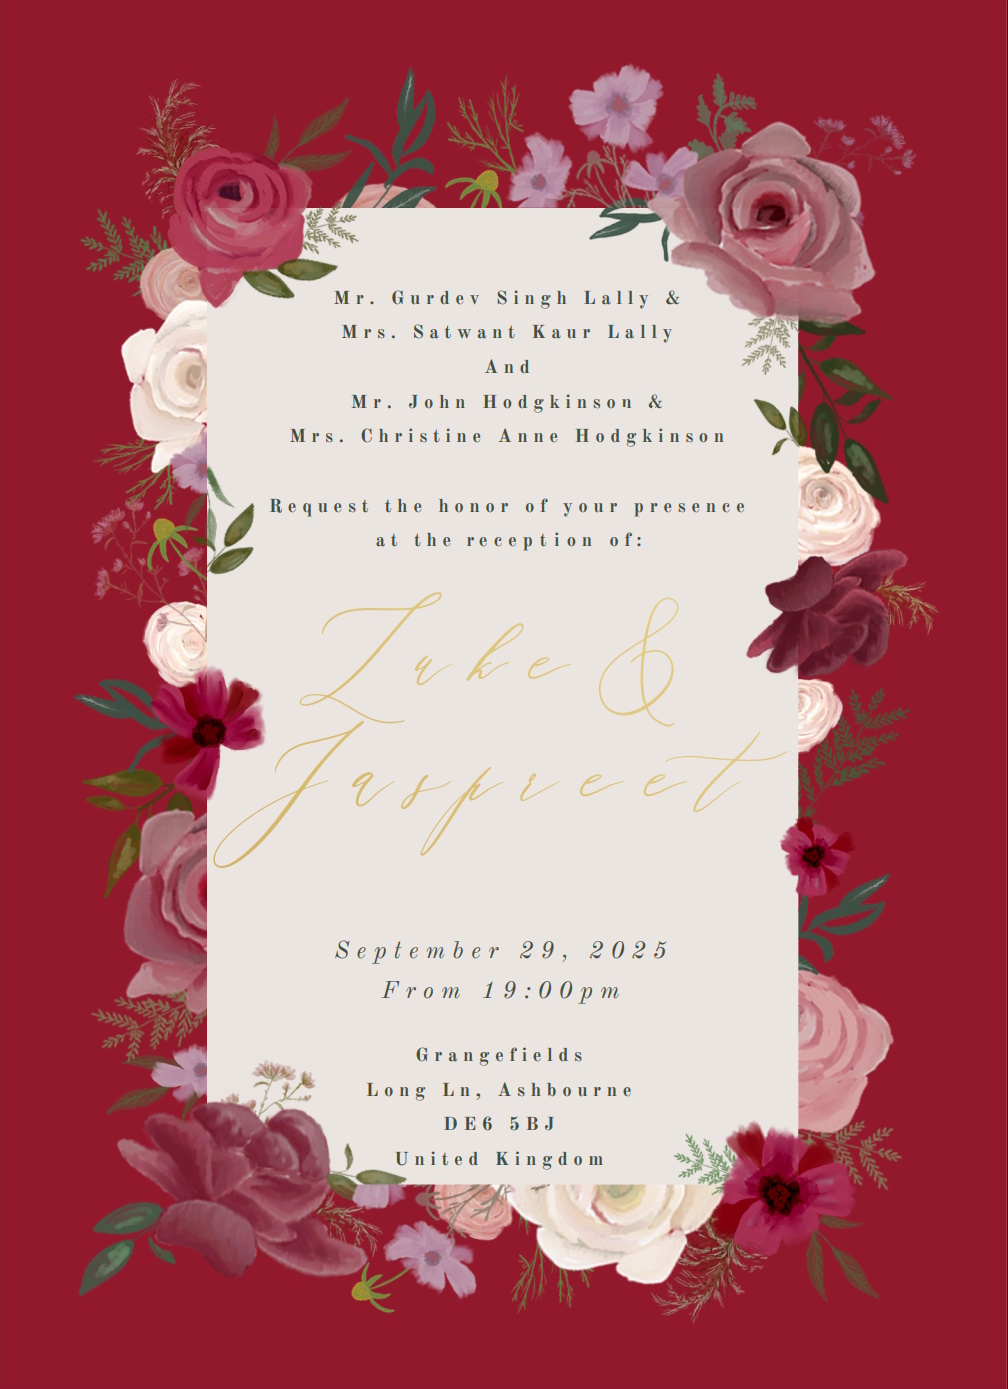 Mr. Gurdev Singh Lally &
Mrs. Satwant Kaur Lally
And
Mr. John Hodgkinson &
Mrs. Christine Anne Hodgkinson
Request the honor of your presence
at the reception of:
Luke &
Jaspreet
September 29, 2025
From 19:00pm
Grangefields
Long Ln, Ashbourne
DE6 5BJ
United Kingdom